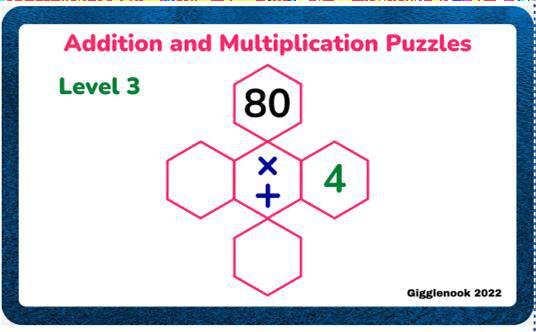 Addition and Multiplication Puzzles
Level 3
80
×
4
+
Gigglenook 2022